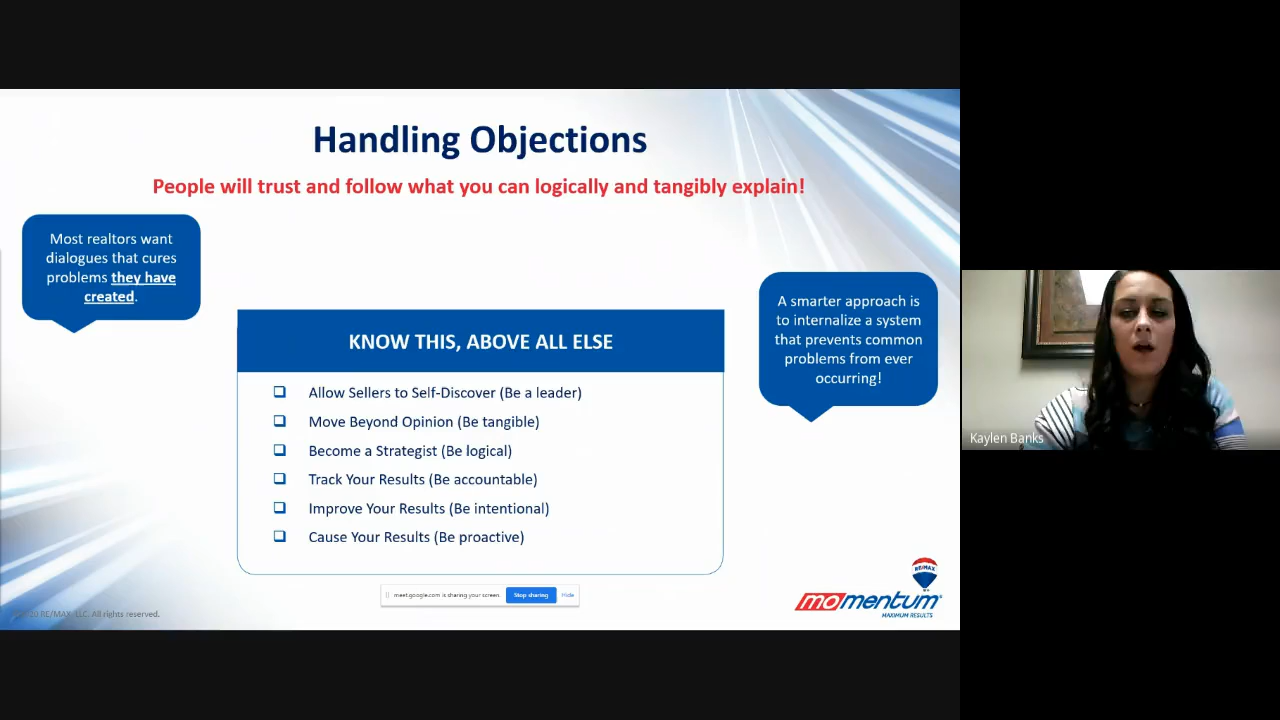 Handling Objections
People will trust and follow what you can logically and tangibly explain!
Most realtors want
dialogues that cures
problems they have
created.
A smarter approach is
to internalize a system
that prevents common
problems from ever
occurring!
KNOW THIS, ABOVE ALL ELSE
Allow Sellers to Self-Discover (Be a leader)
Move Beyond Opinion (Be tangible)
Become a Strategist (Be logical)
Track Your Results (Be accountable)
Improve Your Results (Be intentional)
Cause Your Results (Be proactive)
meet.google.com is sharing your screen.
Stop sharing
Hide
RE/MAX, LLC. All rights reserved.
RE/MAX
momentum®
MAXIMUM RESULTS
Kaylen Banks